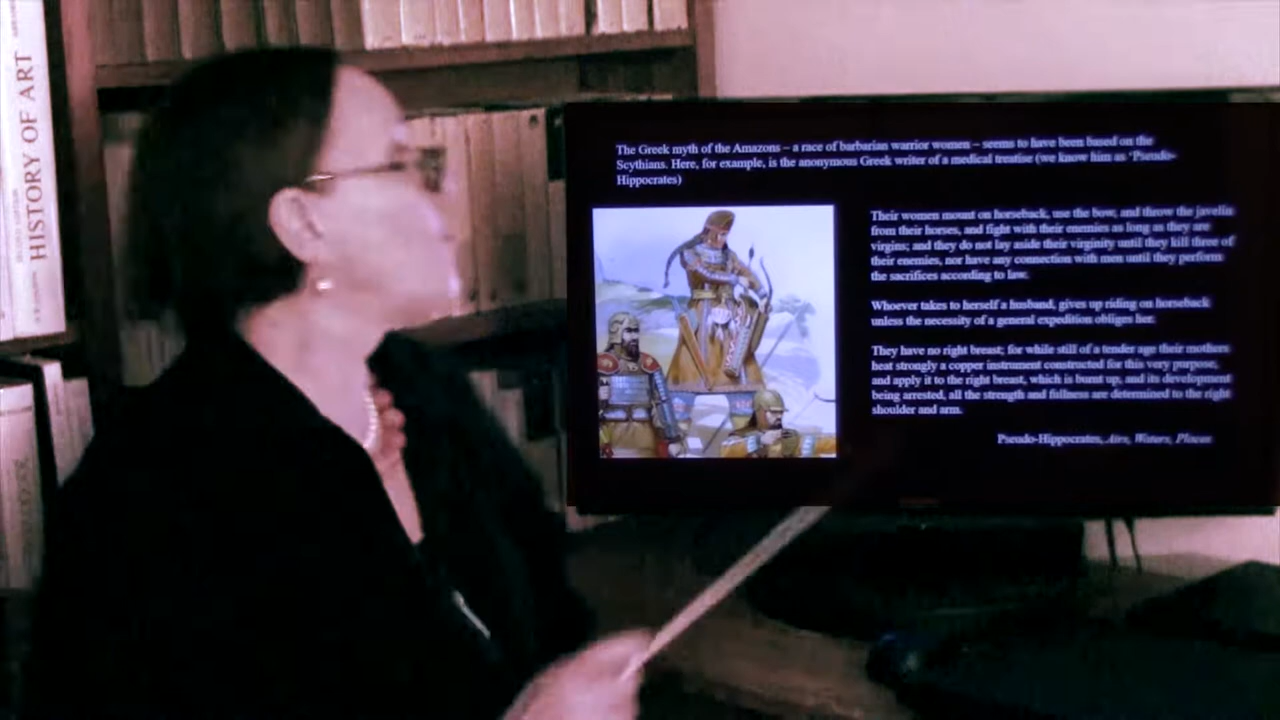 HISTORY OF ART
The Greek myth of the Amazons – a race of barbarian warrior women – seems to have been based on the
Scythians. Here, for example, is the anonymous Greek writer of a medical treatise (we know him as 'Pseudo-
Hippocrates)
Their women mount on horseback, use the bow, and throw the javelin
from their horses, and fight with their enemies as long as they are
virgins; and they do not lay aside their virginity until they kill three of
their enemies, nor have any connection with men until they perform
the sacrifices according to law.
Whoever takes to herself a husband, gives up riding on horseback
unless the necessity of a general expedition obliges her.
They have no right breast; for while still of a tender age their mothers
heat strongly a copper instrument constructed for this very purpose,
and apply it to the right breast, which is burnt up, and its development
being arrested, all the strength and fullness are determined to the right
shoulder and arm.
Pseudo-Hippocrates, Airs, Waters, Places